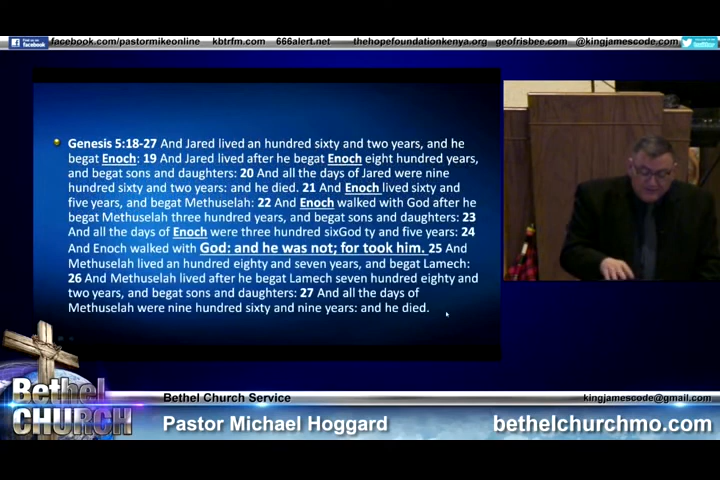 Find us on facebook
facebook.com/pastormikeonline kbtrfm.com 666alert.net thehopefoundationkenya.org geofrisbee.com @kingjamescode.com twitter
Genesis 5:18-27 And Jared lived an hundred sixty and two years, and he
begat Enoch: 19 And Jared lived after he begat Enoch eight hundred years,
and begat sons and daughters: 20 And all the days of Jared were nine
hundred sixty and two years: and he died. 21 And Enoch lived sixty and
five years, and begat Methuselah: 22 And Enoch walked with God after he
begat Methuselah three hundred years, and begat sons and daughters: 23
And all the days of Enoch were three hundred sixGod ty and five years: 24
And Enoch walked with God: and he was not; for took him. 25 And
Methuselah lived an hundred eighty and seven years, and begat Lamech:
26 And Methuselah lived after he begat Lamech seven hundred eighty and
two years, and begat sons and daughters: 27 And all the days of
Methuselah were nine hundred sixty and nine years: and he died.
Bethel
CHURCH
Bethel Church Service
kingjamescode@gmail.com
Pastor Michael Hoggard
bethelchurchmo.com